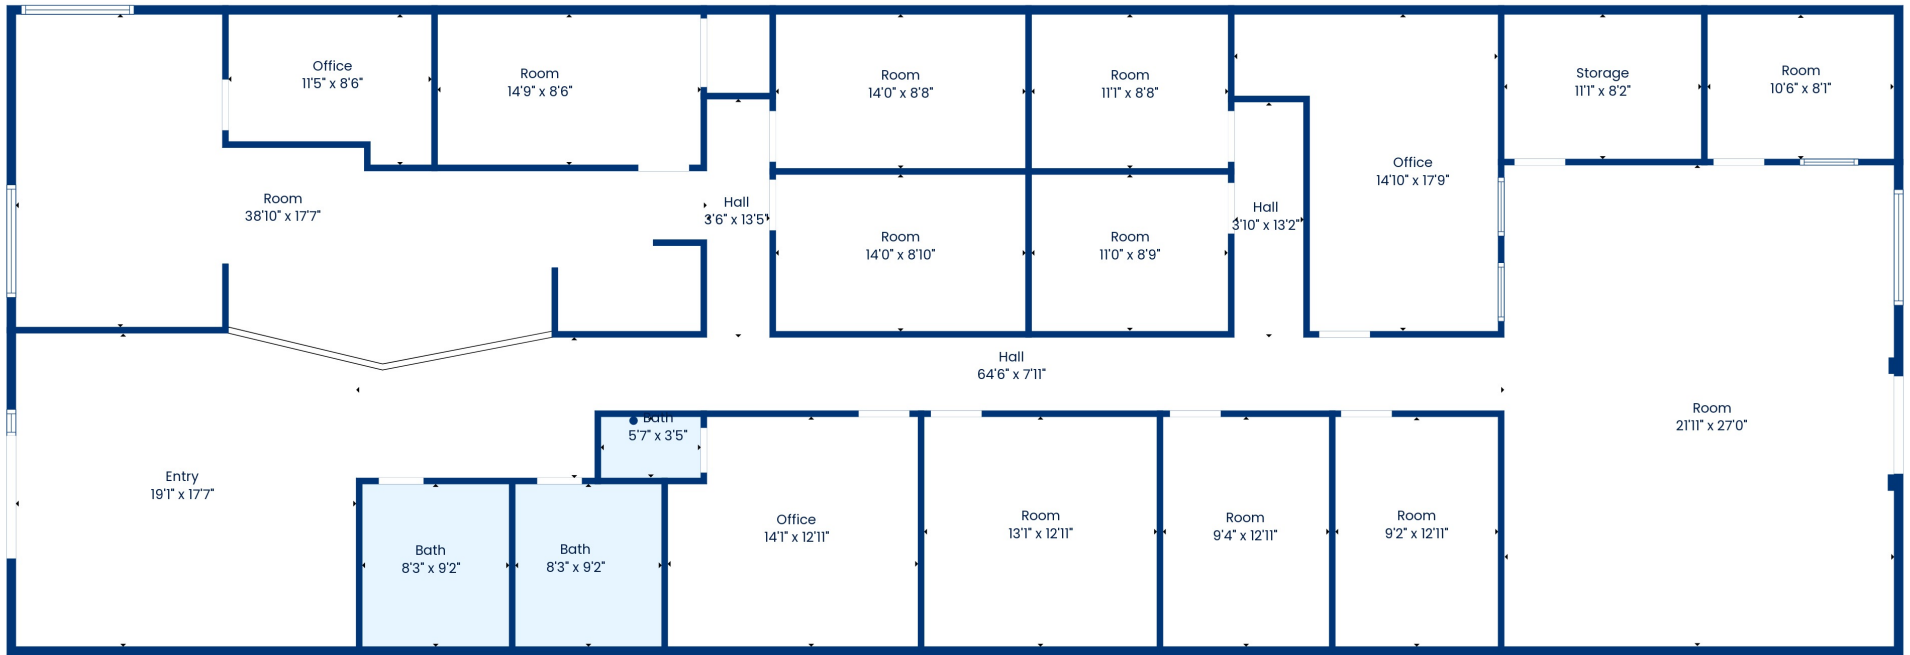 Office
11'5" x 8'6"
Room
14'9" x 8'6"
Room
14'0" x 8'8"
Room
11'1" x 8'8"
Office
14'10" x 17'9"
Storage
11'1" x 8'2"
Room
10'6" x 8'1"
Room
38'10" x 17'7"
Hall
3'6" x 13'5"
Room
14'0" x 8'10"
Room
11'0" x 8'9"
Hall
3'10" x 13'2"
Hall
64'6" x 7'11"
Room
21'11" x 27'0"
Entry
19'1" x 17'7"
Bath
5'7" x 3'5"
Bath
8'3" x 9'2"
Bath
8'3" x 9'2"
Office
14'1" x 12'11"
Room
13'1" x 12'11"
Room
9'4" x 12'11"
Room
9'2" x 12'11"